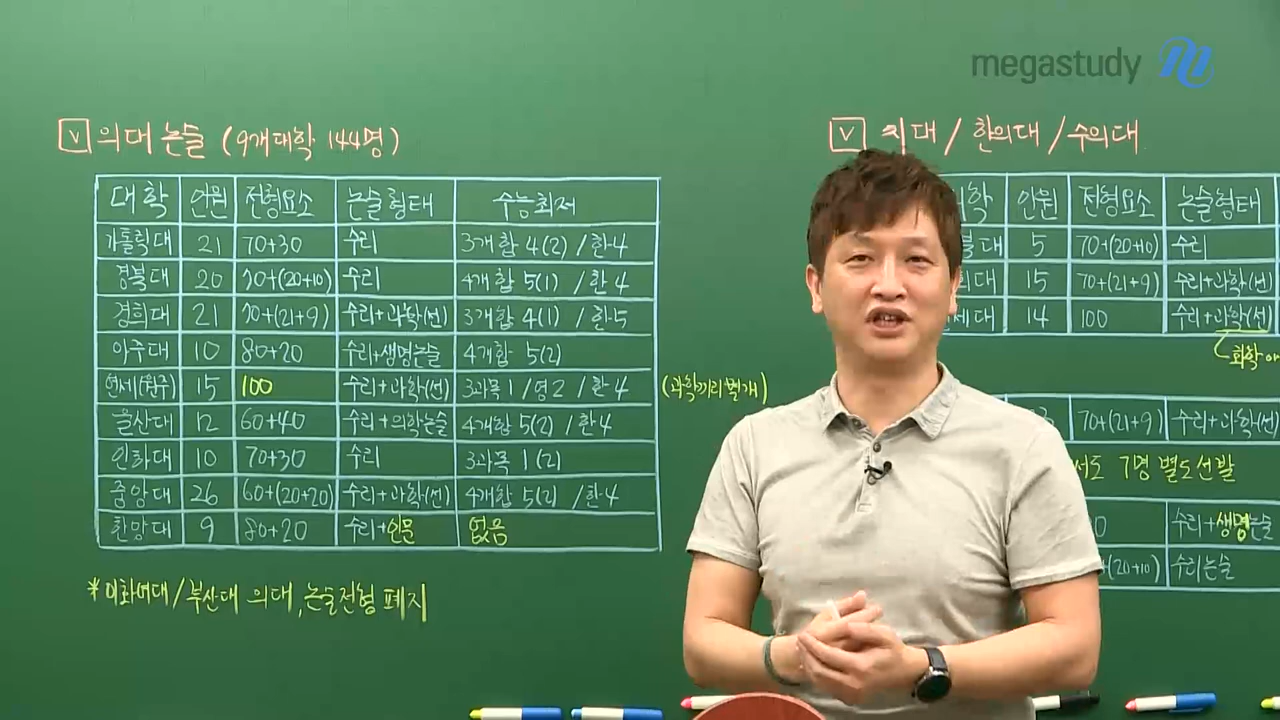 megastudy
V 의대 논술 (9개대학 144명)
대학 인원 전형요소 논술형태 수능최저
가톨릭대 21 70+30 수리 3개합 4(2) / 한4
경북대 20 70+(20+10) 수리 4개합 5(1) / 한4
경희대 21 70+(21+9) 수리+과학(선) 3개합 4(1) / 한5
아주대 10 80+20 수리+생명논술 4개합 5(2)
연세(원주) 15 100 수리+과학(선) 3과목 1 / 영2 / 한4 (과학끼리 별개)
울산대 12 60+40 수리+의학논술 4개합 5(2) / 한4
인하대 10 70+30 수리 3과목 1(2)
중앙대 26 60+(20+20) 수리+과학(선) 4개합 5(2) / 한4
한양대 9 80+20 수리+인문 없음
*이화여대/부산대 의대, 논술전형 폐지
V 치대 / 한의대 / 수의대
학 인원 전형요소 논술형태
북대 5 70+(20+10) 수리
희대 15 70+(21+9) 수리+과학(선)
세대 14 100 수리+과학(선)
화학
70+(21+9) 수리+과학(선)
서도 7명 별도선발
0 수리+생명논술
+(20+10) 수리논술